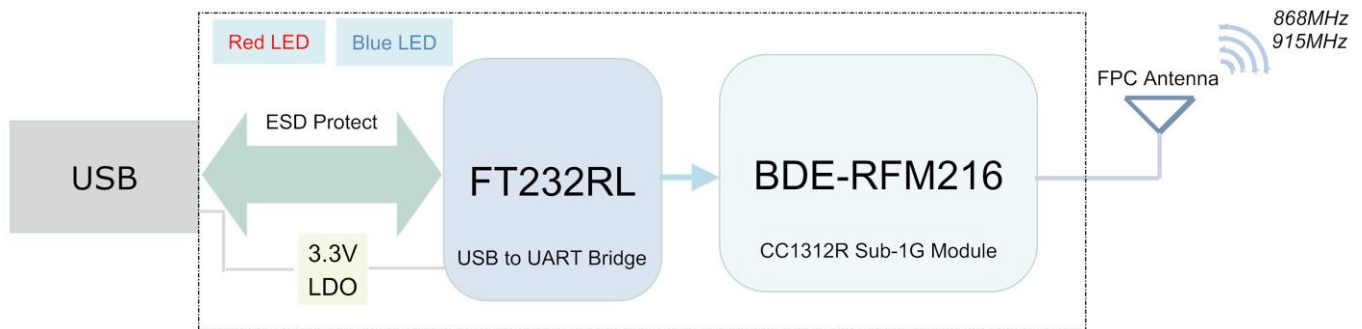 868MHz
915MHz
Red LED
Blue LED
FPC Antenna
ESD Protect
USB
FT232RL
BDE-RFM216
3.3V
LDO
USB to UART Bridge
CC1312R Sub-1G Module